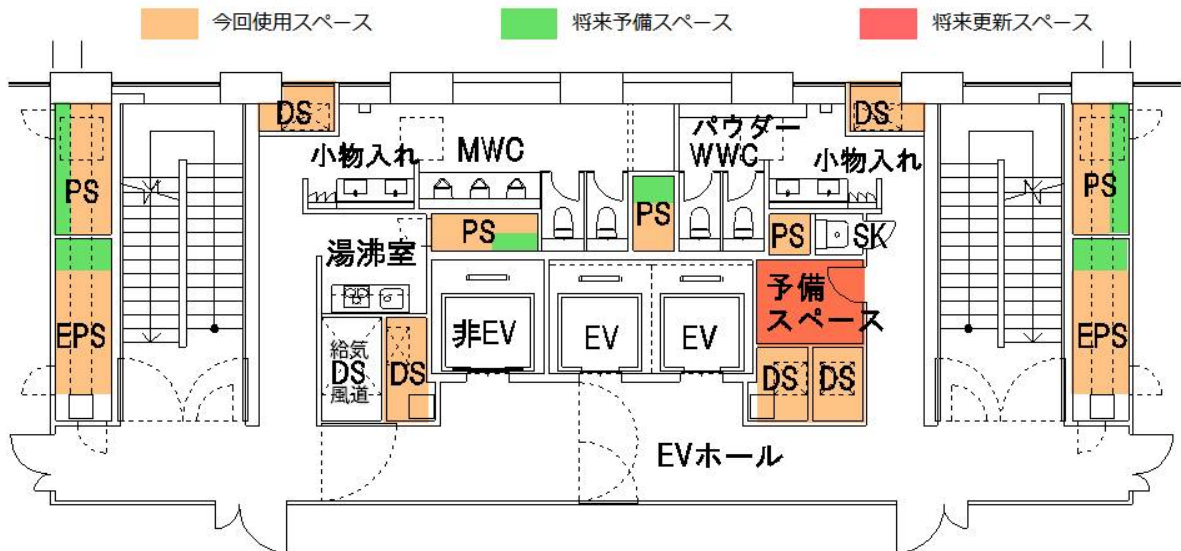 今回使用スペース
将来予備スペース
将来更新スペース
DS
DS
パウダー
小物入れ
MWC
WWC
小物入れ
PS
PS
PS
PS
PS
SK
湯沸室
予備
スペース
EPS
非EV
EV
EV
EPS
給気
DS
風道
DS
DS
DS
EVホール